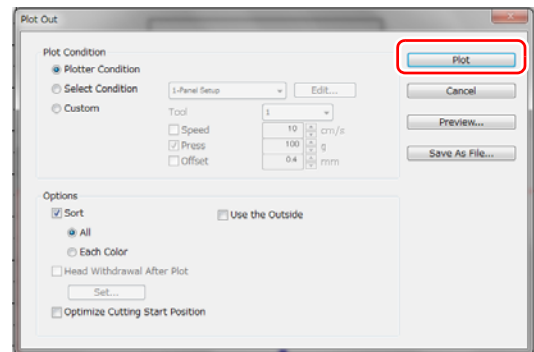 Plot Out
Plot Condition
Plotter Condition
Select Condition
1-Panel Setup
Edit...
Custom
Tool
1
Speed
10
cm/s
Press
100
g
Offset
0.4
mm
Plot
Cancel
Preview...
Save As File...
Options
Sort
Use the Outside
All
Each Color
Head Withdrawal After Plot
Set...
Optimize Cutting Start Position